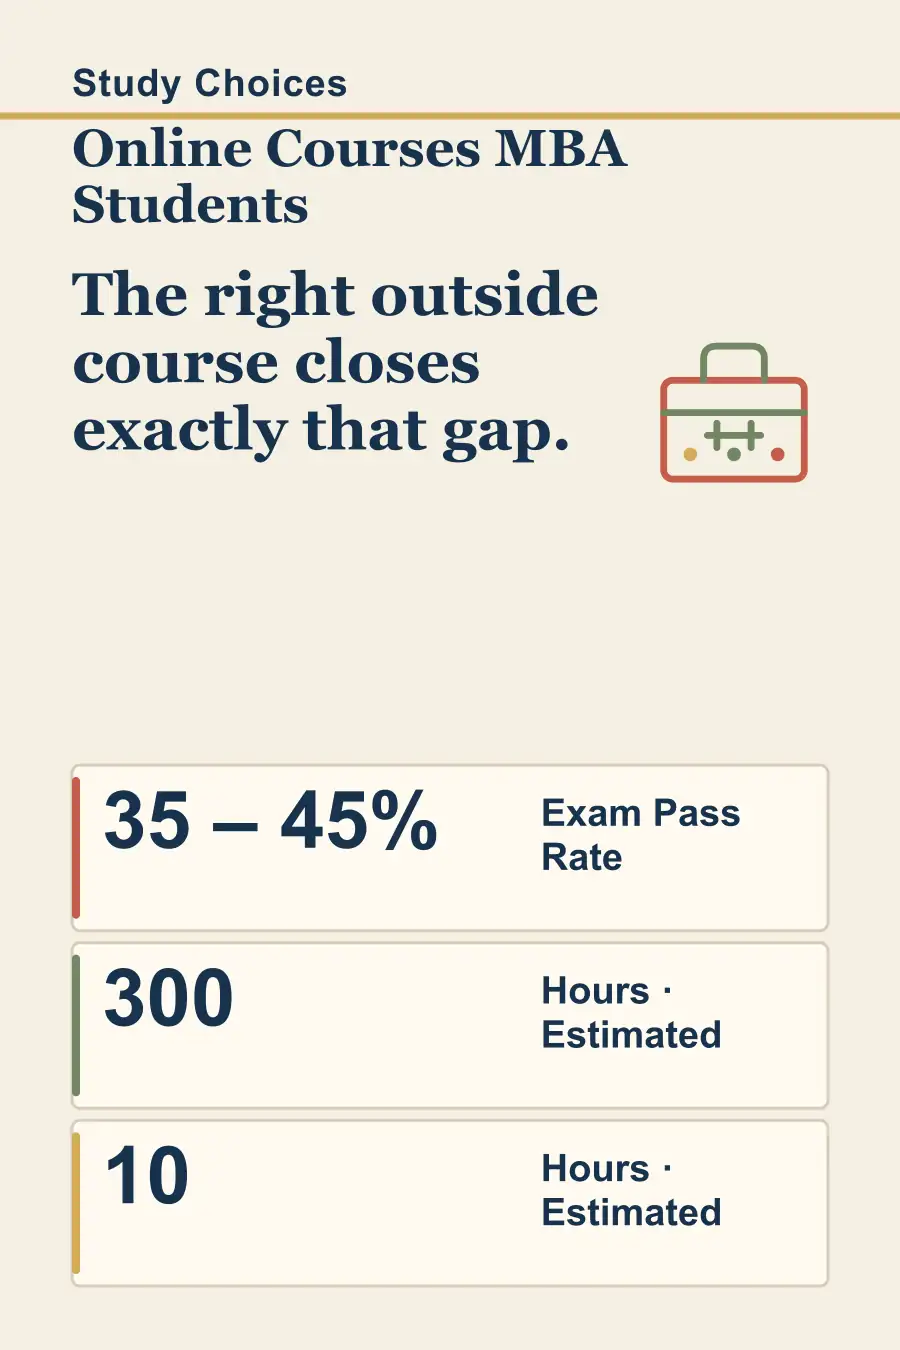 Study Choices
Online Courses MBA
Students
The right outside
course closes
exactly that gap.
35 – 45%
Exam Pass
Rate
300
Hours ·
Estimated
10
Hours ·
Estimated